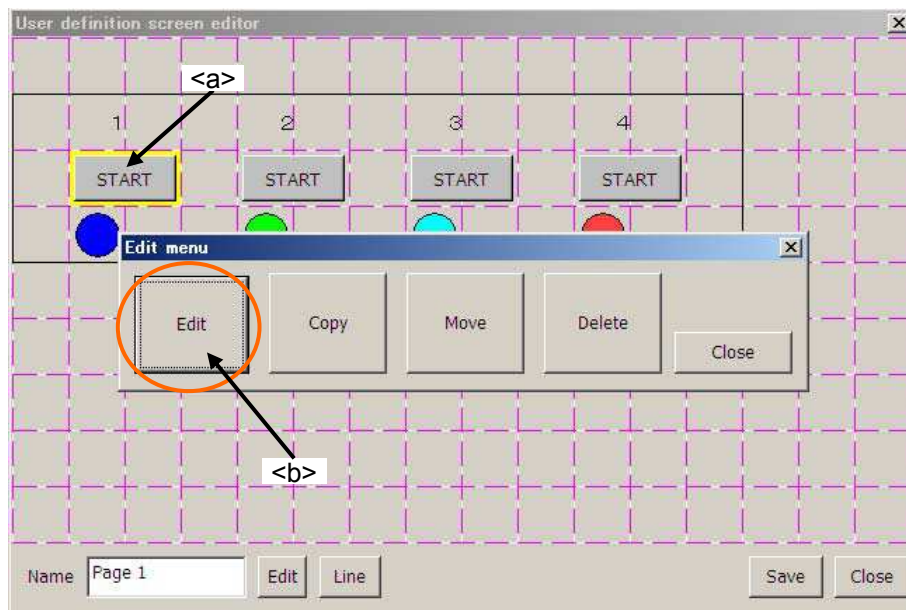 User definition screen editor
<a>
1 2 3 4
START START START START
Edit menu
Edit Copy Move Delete
Close
<b>
Name Page 1 Edit Line Save Close